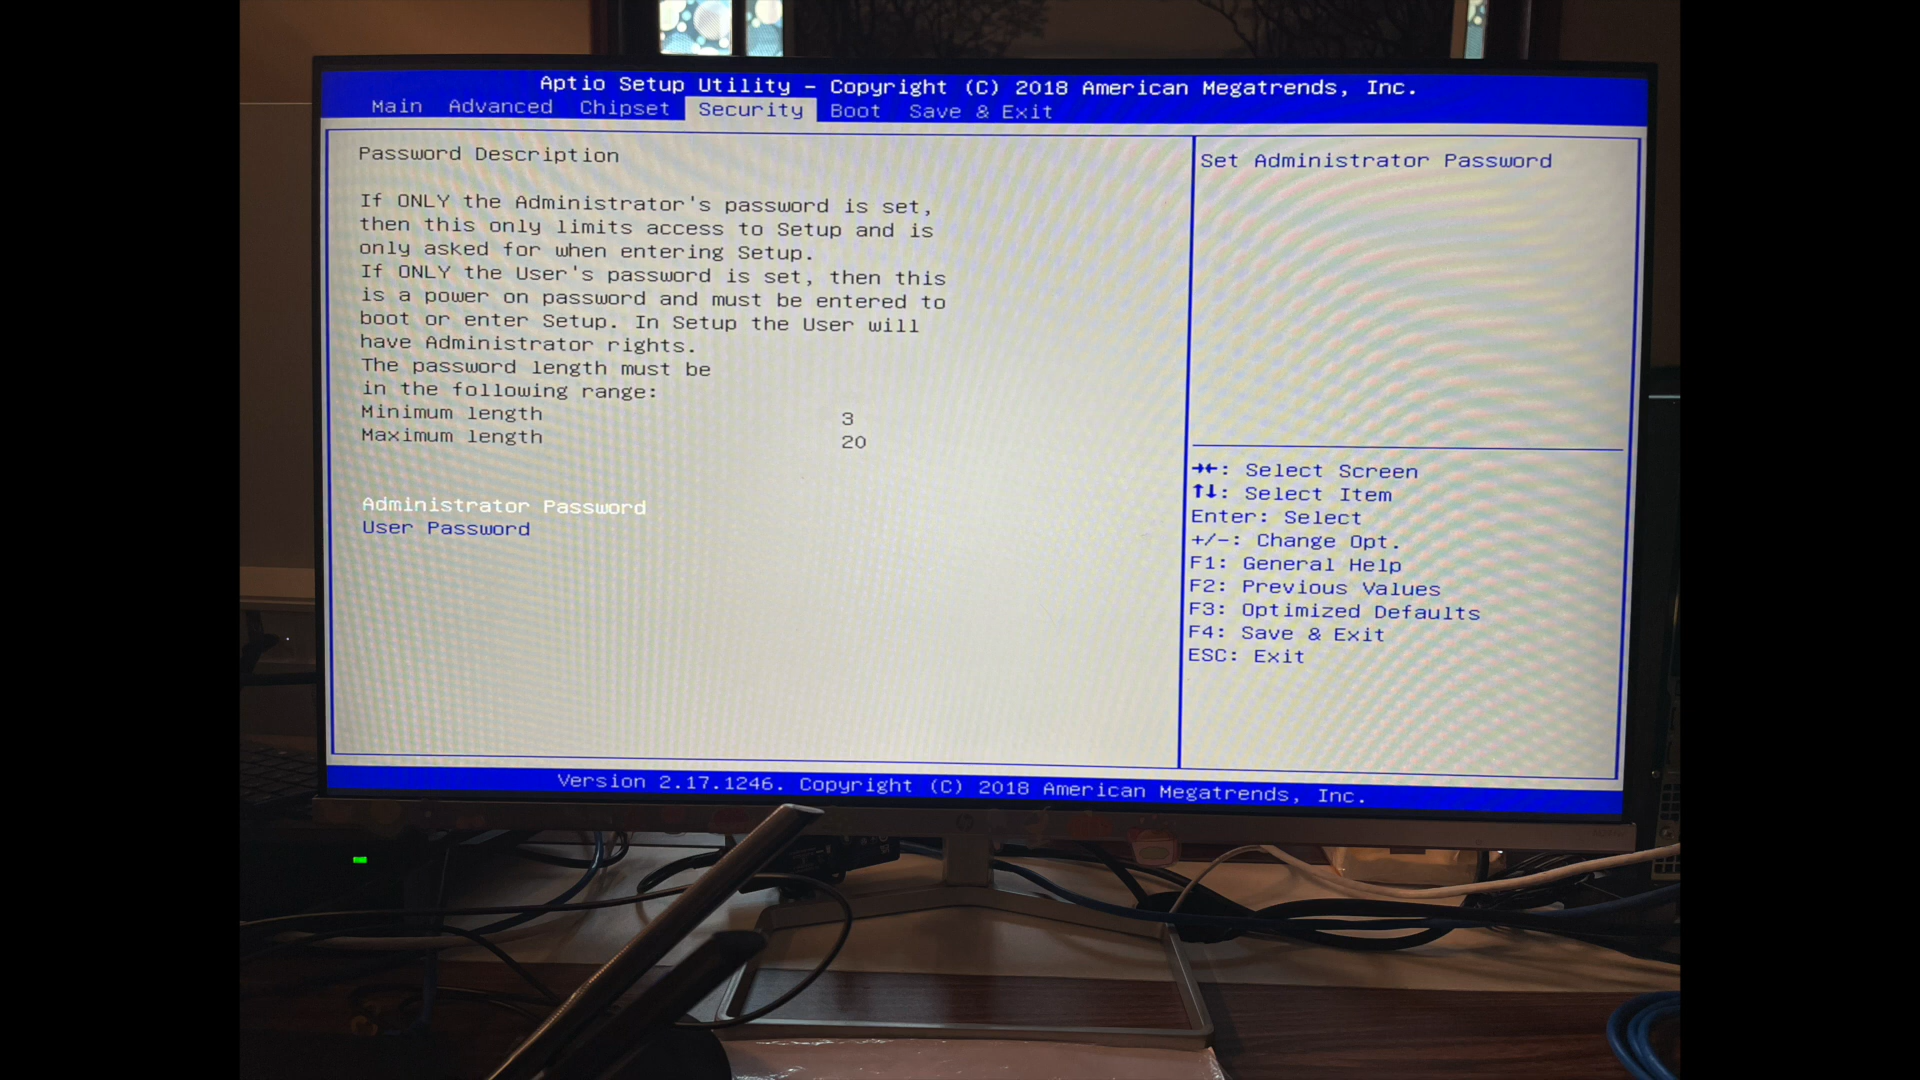 Aptio Setup Utility – Copyright (C) 2018 American Megatrends, Inc.
Main Advanced Chipset Security Boot Save & Exit
Password Description
If ONLY the Administrator's password is set,
then this only limits access to Setup and is
only asked for when entering Setup.
If ONLY the User's password is set, then this
is a power on password and must be entered to
boot or enter Setup. In Setup the User will
have Administrator rights.
The password length must be
in the following range:
Minimum length 3
Maximum length 20
Administrator Password
User Password
Set Administrator Password
→←: Select Screen
↑↓: Select Item
Enter: Select
+/-: Change Opt.
F1: General Help
F2: Previous Values
F3: Optimized Defaults
F4: Save & Exit
ESC: Exit
Version 2.17.1246. Copyright (C) 2018 American Megatrends, Inc.
hp